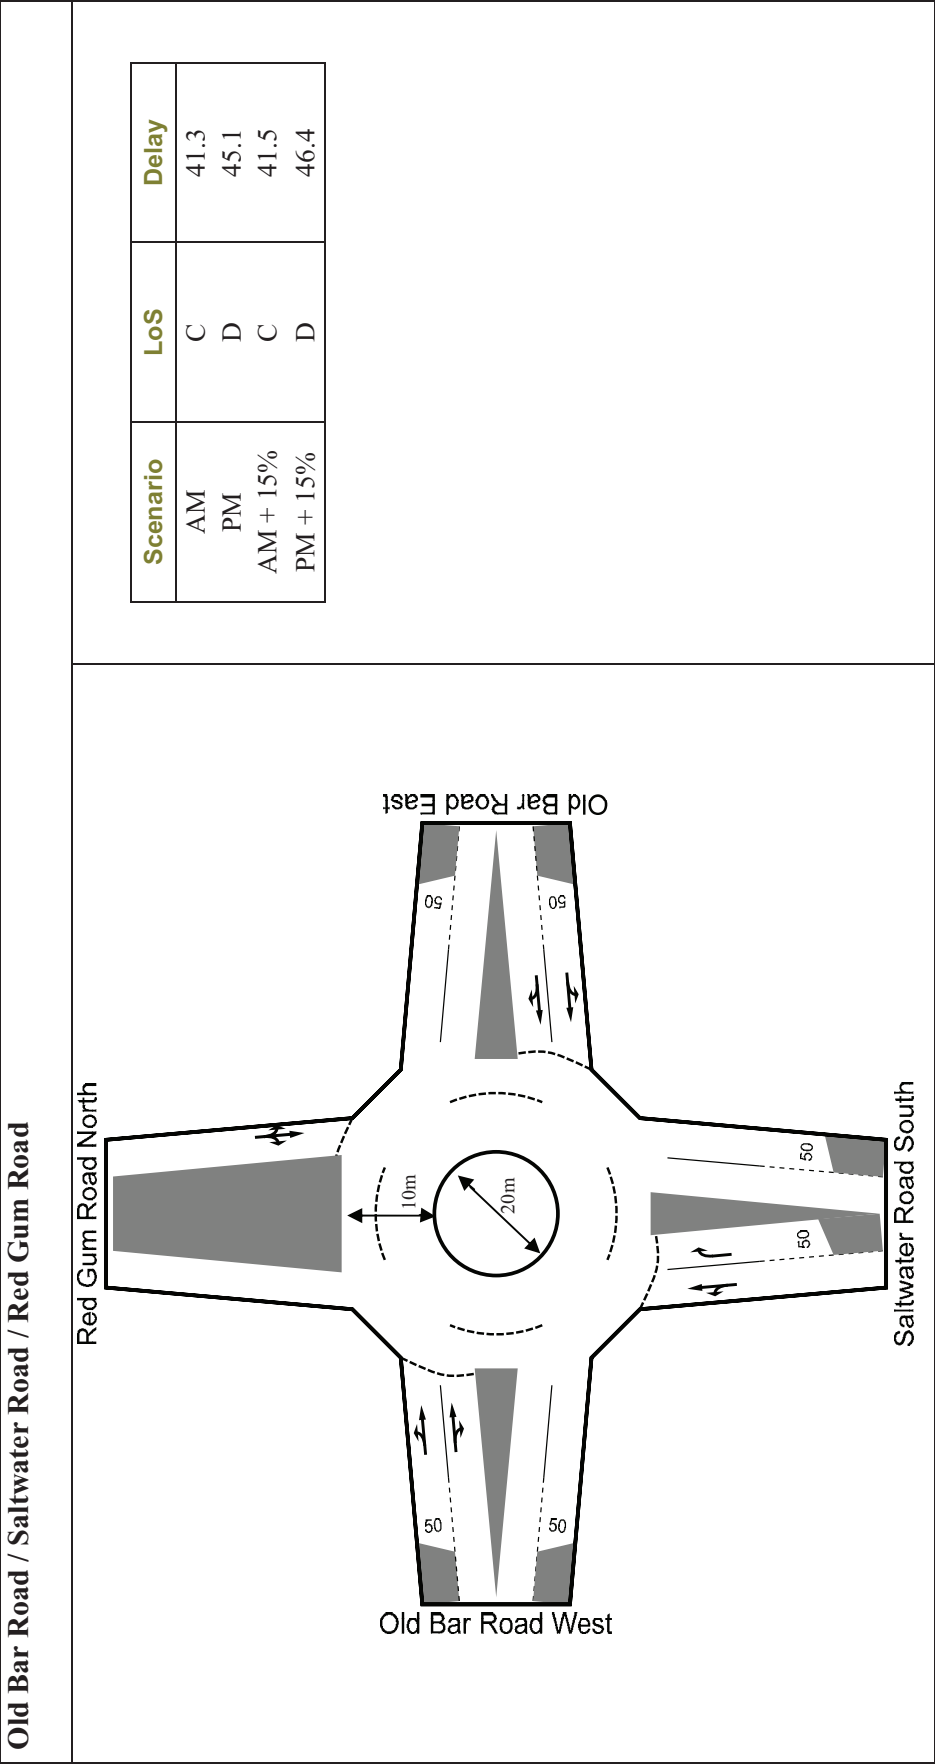 Old Bar Road / Saltwater Road / Red Gum Road
Scenario LoS Delay
AM C 41.3
PM D 45.1
AM + 15% C 41.5
PM + 15% D 46.4
Red Gum Road North
Old Bar Road East
Saltwater Road South
Old Bar Road West
10m
20m
50
50
50
50
50
50